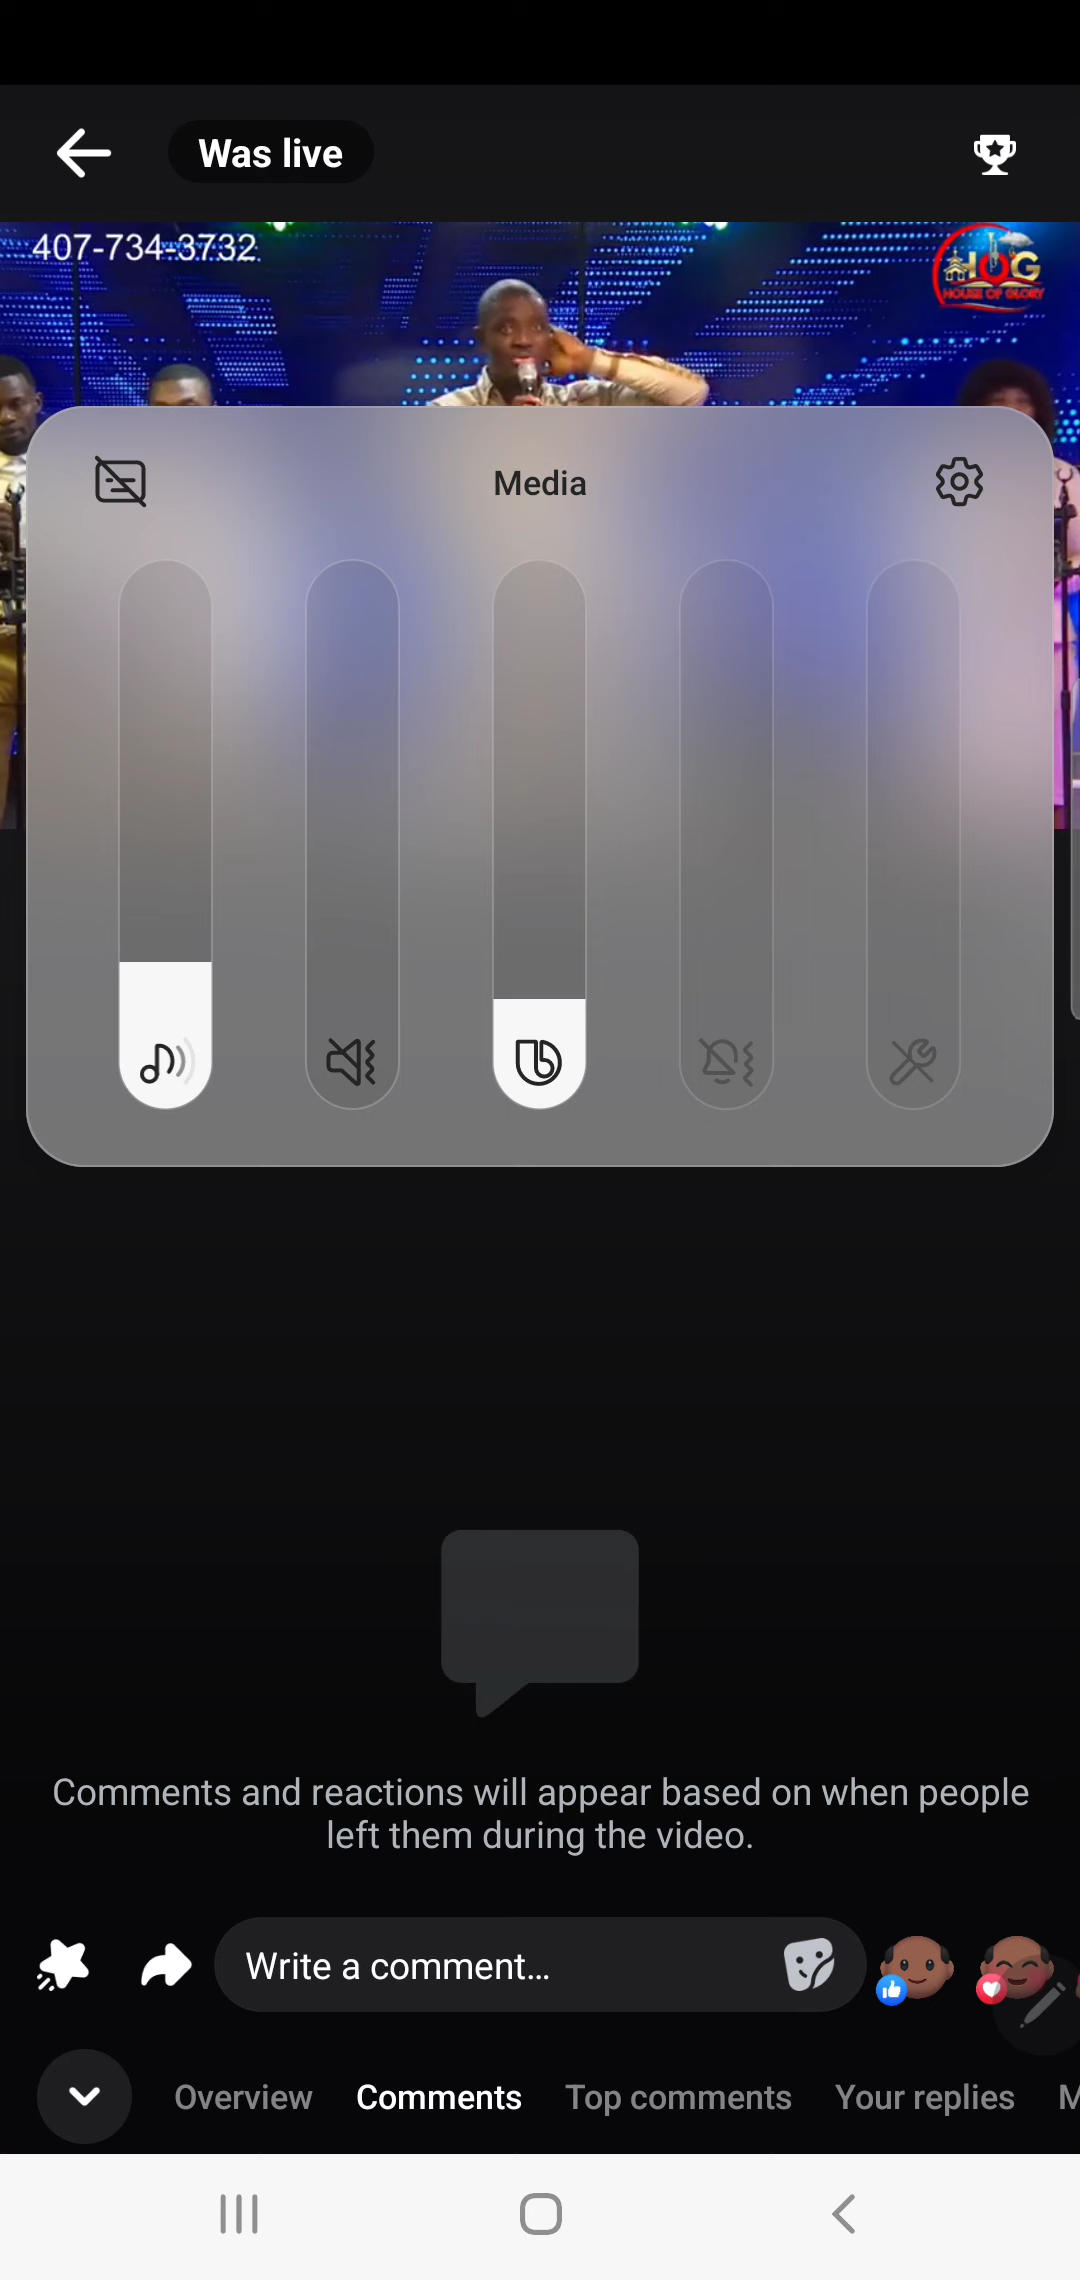 Was live
407-734-3732
HOG
HOUSE OF GLORY
Media
Comments and reactions will appear based on when people
left them during the video.
Write a comment...
Overview
Comments
Top comments
Your replies
M